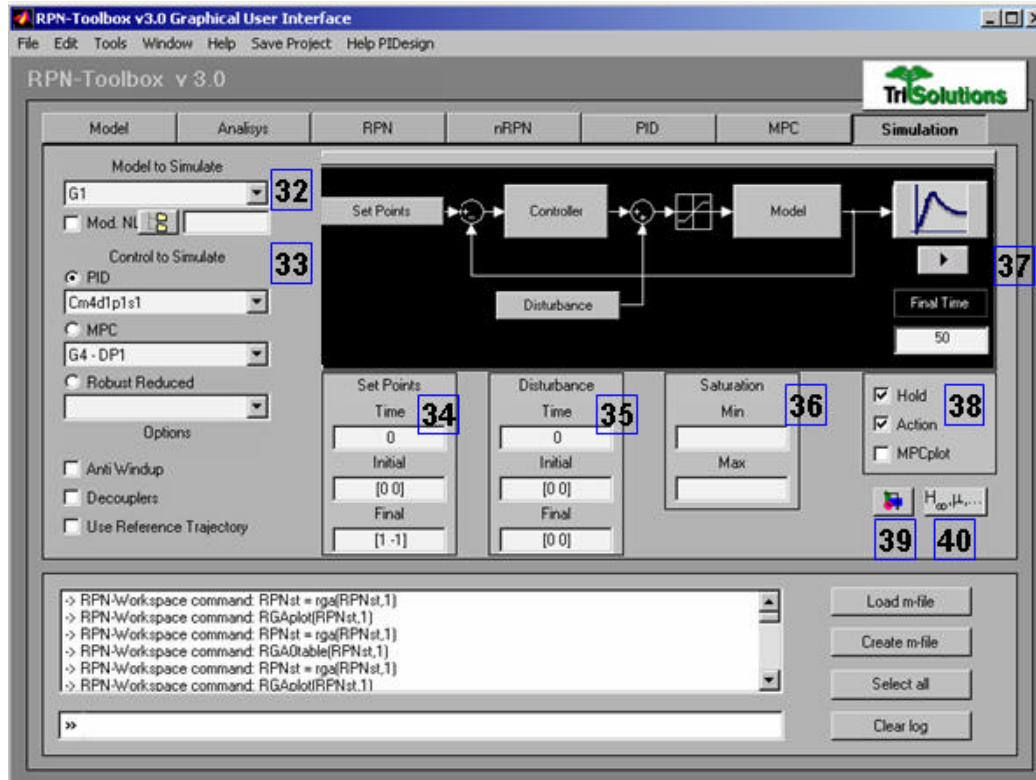 RPN-Toolbox v3.0 Graphical User Interface
File Edit Tools Window Help Save Project Help PIDesign
RPN-Toolbox v 3.0
TriSolutions
Model Analisys RPN nRPN PID MPC Simulation
Model to Simulate
G1
32
Mod. NL
Control to Simulate
33
PID
Cm4d1p1s1
MPC
G4 - DP1
Robust Reduced
Options
Anti Windup
Decouplers
Use Reference Trajectory
Set Points
Controller
Model
Disturbance
37
Final Time
50
Set Points
Time
34
0
Initial
[0 0]
Final
[1 -1]
Disturbance
Time
35
0
Initial
[0 0]
Final
[0 0]
Saturation
Min
36
Max
Hold
38
Action
MPCplot
H∞,μ,...
39
40
-> RPN-Workspace command: RPNst = rga(RPNst,1)
-> RPN-Workspace command: RGAplot(RPNst,1)
-> RPN-Workspace command: RPNst = rga(RPNst,1)
-> RPN-Workspace command: RGA0table(RPNst,1)
-> RPN-Workspace command: RPNst = rga(RPNst,1)
-> RPN-Workspace command: RGAplot(RPNst,1)
»
Load m-file
Create m-file
Select all
Clear log